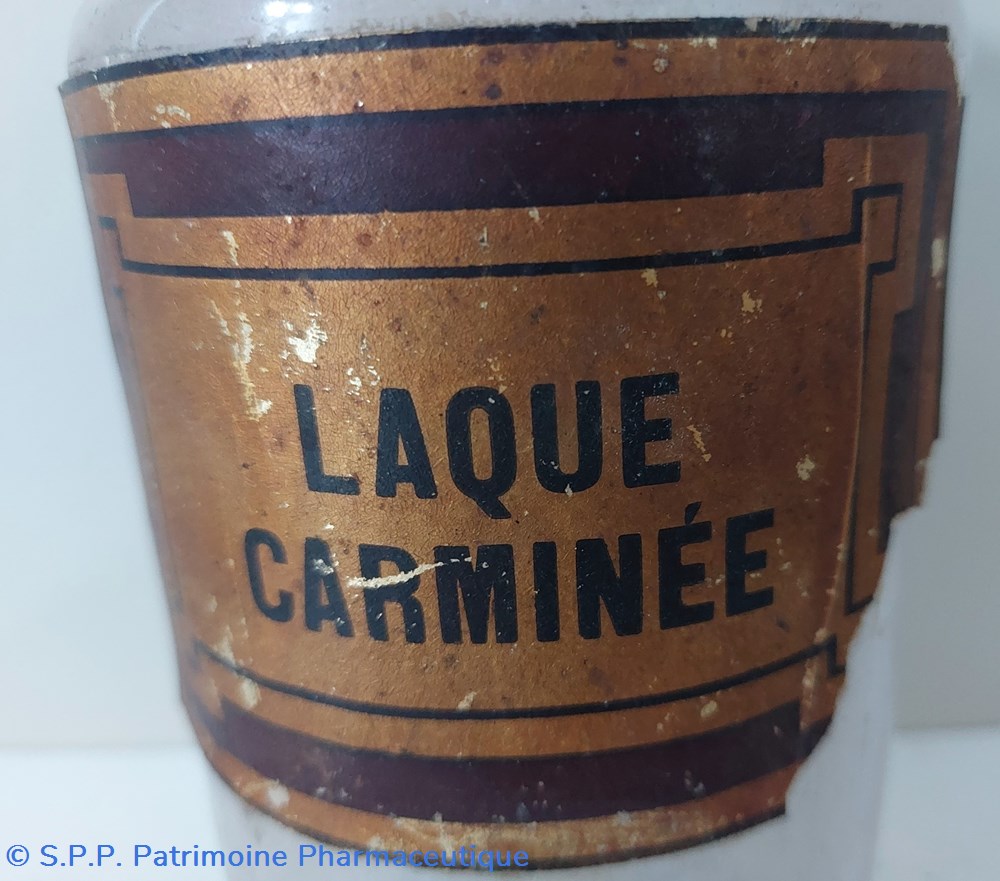 LAQUE
CARMINÉE
© S.P.P. Patrimoine Pharmaceutique